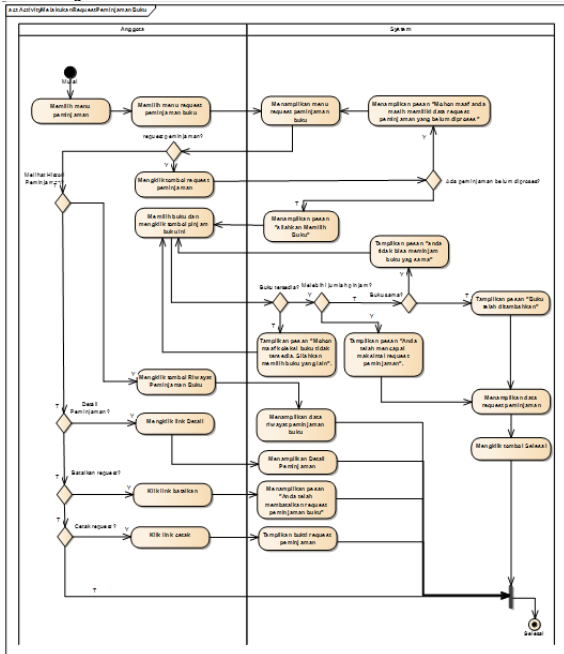 act ActivityMelakukanRequestPeminjamanBuku
Anggota
System
Mulai
Memilih menu
peminjaman
Memilih menu request
peminjaman buku
Menampilkan menu
request peminjaman
buku
Menampilkan pesan "Mohon maaf anda
masih memiliki data request
peminjaman yang belum diproses"
request peminjaman?
Y
T
Mengklik tombol request
peminjaman
Ada peminjaman belum diproses?
Y
T
Melihat Histori
Peminjaman?
Y
T
Menampilkan pesan
"silahkan Memilih
Buku"
Memilih buku dan
mengklik tombol pinjam
buku ini
Tampilkan pesan "anda
tidak bisa meminjam
buku yag sama"
Buku tersedia?
Melebihi jumlah pinjam?
Buku sama?
Y
T
Y
T
Y
T
Tampilkan pesan "Buku
telah ditambahkan"
Tampilkan pesan "Mohon
maaf koleksi buku tidak
tersedia. Silahkan
memilih buku yang lain".
Tampilkan pesan "Anda
telah mencapai
maksimal request
peminjaman".
Mengklik tombol Riwayat
Peminjaman Buku
Menampilkan data
request peminjaman
Detail
Peminjaman?
Y
T
Mengklik link Detail
Menampilkan data
riwayat peminjaman
buku
Mengklik tombol Selesai
Menampilkan Detail
Peminjaman
Batalkan request?
Y
T
Klik link batalkan
Menampilkan pesan
"Anda telah
membatalkan request
peminjaman buku"
Cetak request?
Y
T
Klik link cetak
Tampilkan bukti request
peminjaman
Selesai